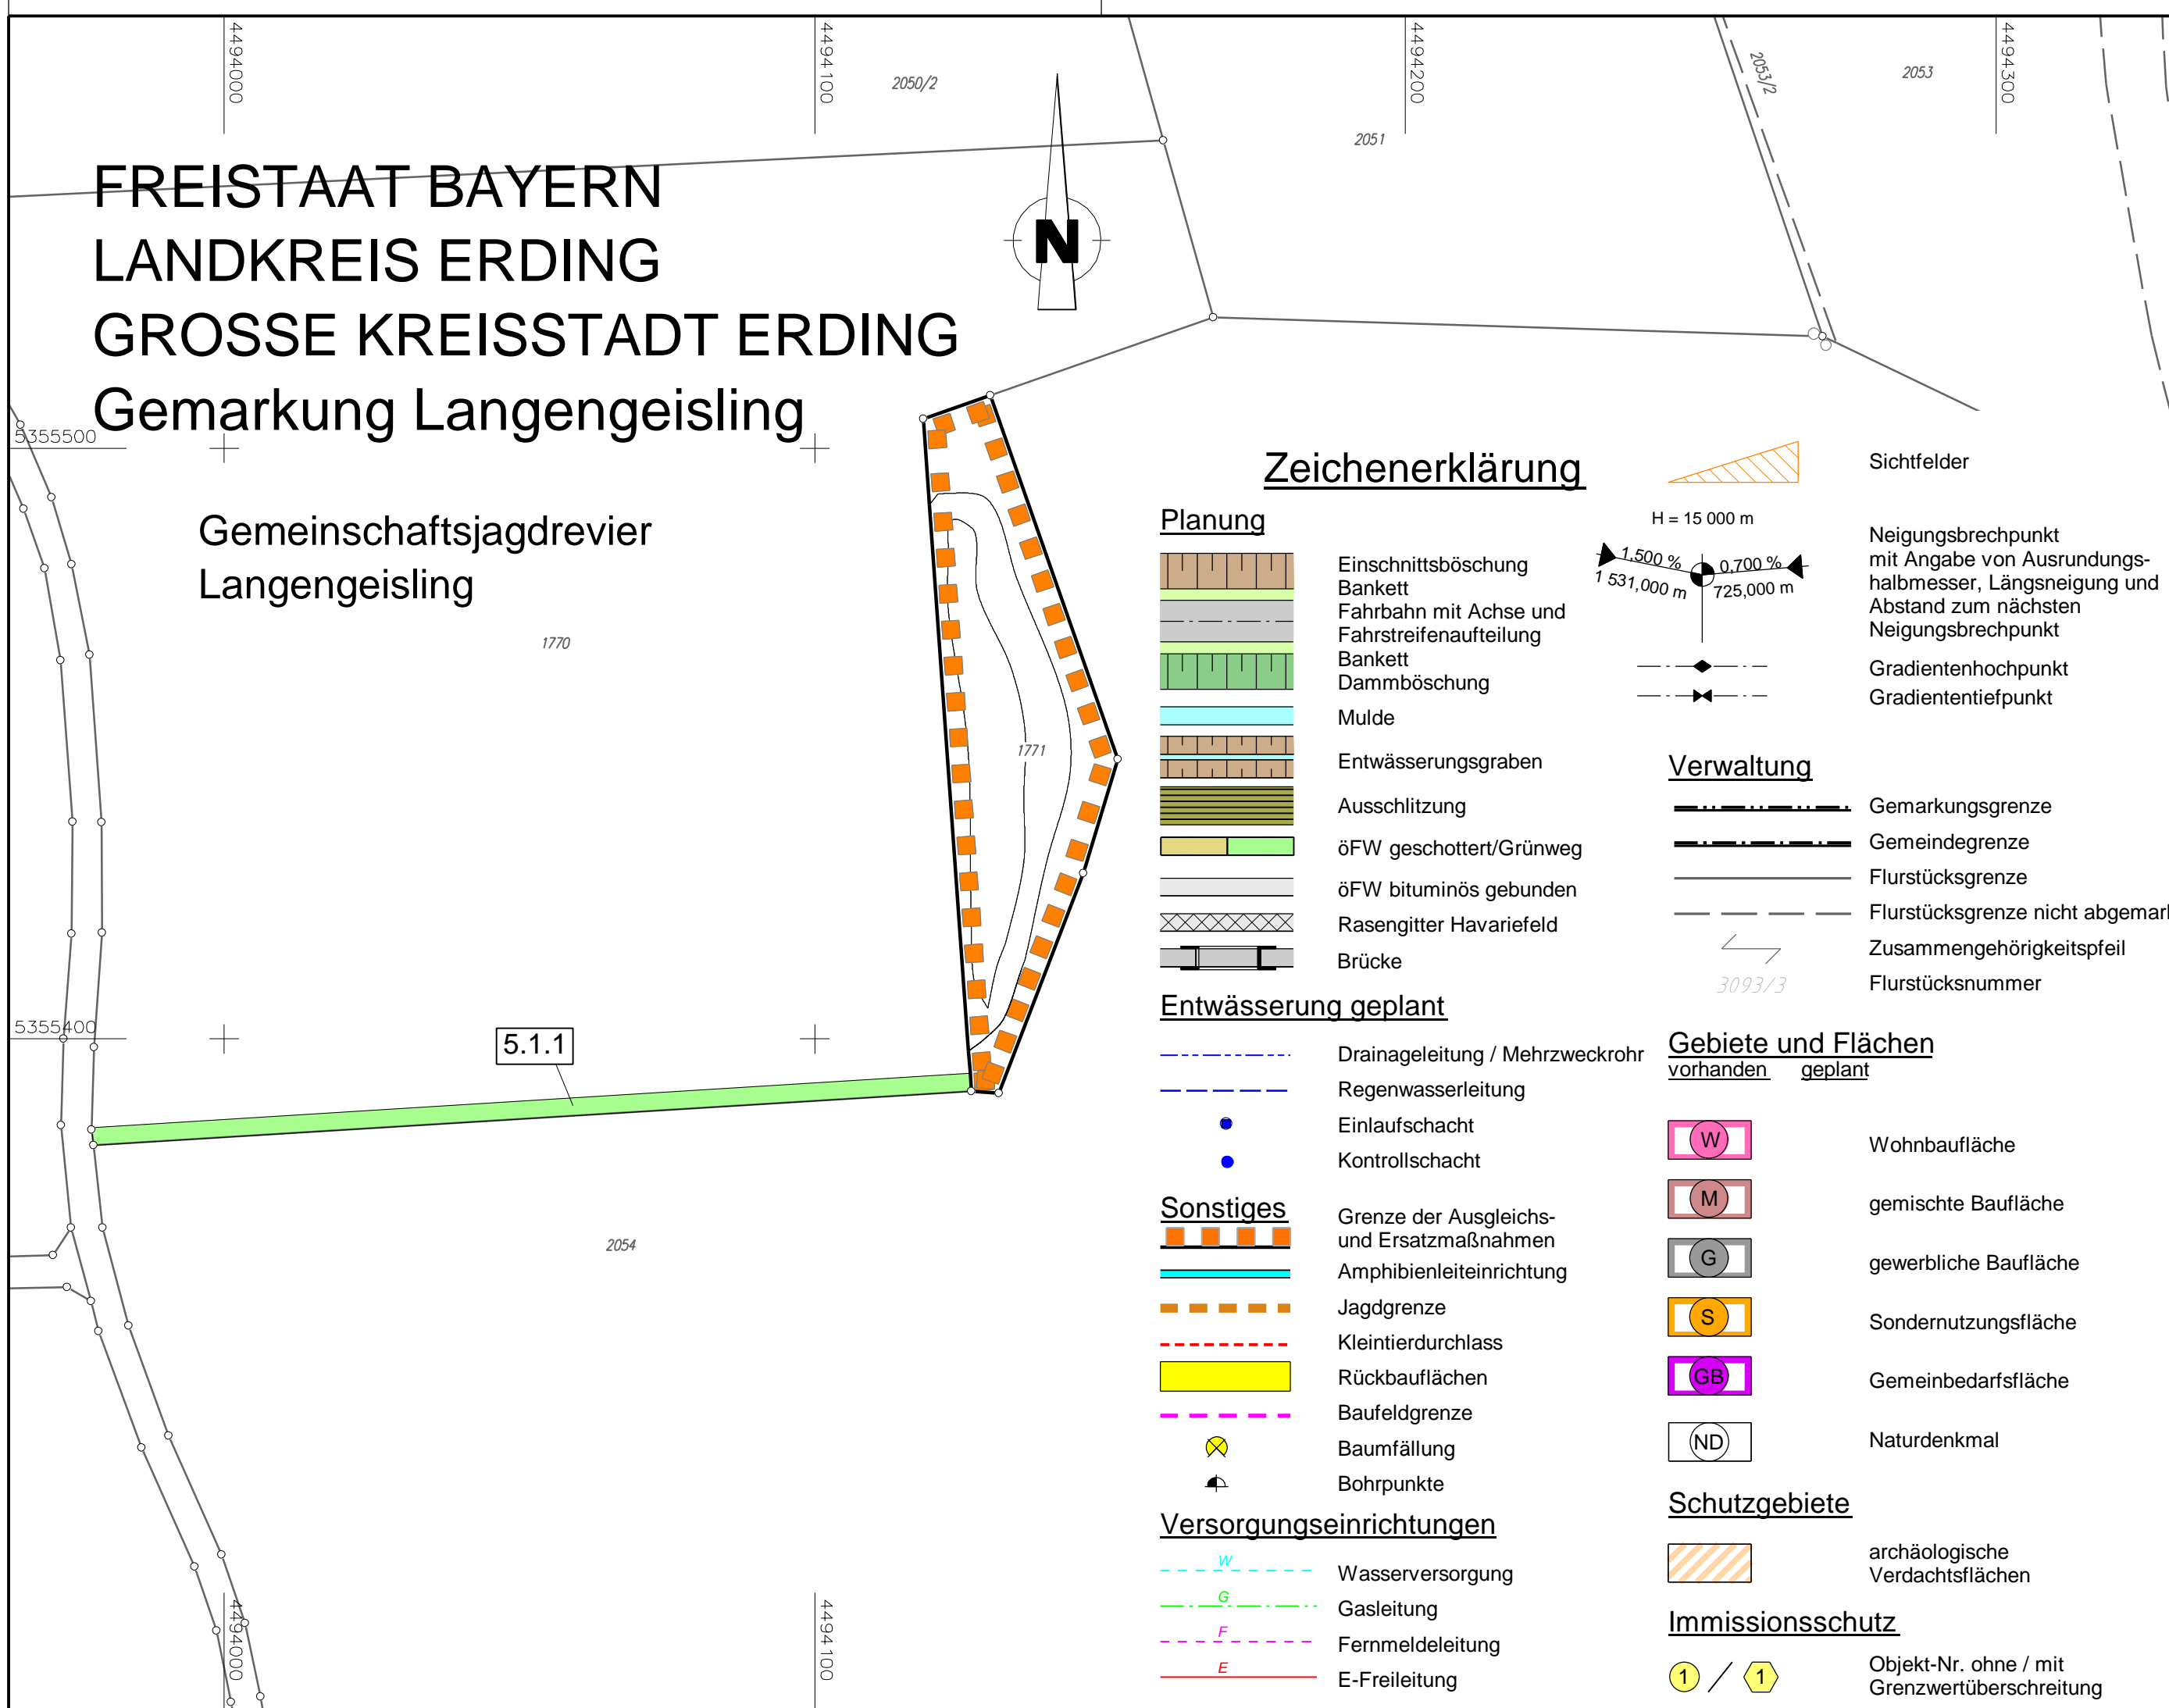 4494000
4494100
4494200
4494300
2050/2
2051
2053/2
2053
FREISTAAT BAYERN
LANDKREIS ERDING
GROSSE KREISSTADT ERDING
Gemarkung Langengeisling
N
5355500
Gemeinschaftsjagdrevier
Langengeisling
1770
1771
5355400
5.1.1
2054
4494000
4494100
Zeichenerklärung
Planung
Einschnittsböschung
Bankett
Fahrbahn mit Achse und
Fahrstreifenaufteilung
Bankett
Dammböschung
Mulde
Entwässerungsgraben
Ausschlitzung
öFW geschottert/Grünweg
öFW bituminös gebunden
Rasengitter Havariefeld
Brücke
Entwässerung geplant
Drainageleitung / Mehrzweckrohr
Regenwasserleitung
Einlaufschacht
Kontrollschacht
Sonstiges
Grenze der Ausgleichs-
und Ersatzmaßnahmen
Amphibienleiteinrichtung
Jagdgrenze
Kleintierdurchlass
Rückbauflächen
Baufeldgrenze
Baumfällung
Bohrpunkte
Versorgungseinrichtungen
W
Wasserversorgung
G
Gasleitung
F
Fernmeldeleitung
E
E-Freileitung
Sichtfelder
H = 15 000 m
1,500 %
0,700 %
1 531,000 m
725,000 m
Neigungsbrechpunkt
mit Angabe von Ausrundungs-
halbmesser, Längsneigung und
Abstand zum nächsten
Neigungsbrechpunkt
Gradientenhochpunkt
Gradiententiefpunkt
Verwaltung
Gemarkungsgrenze
Gemeindegrenze
Flurstücksgrenze
Flurstücksgrenze nicht abgemar
Zusammengehörigkeitspfeil
3093/3
Flurstücksnummer
Gebiete und Flächen
vorhanden geplant
W
Wohnbaufläche
M
gemischte Baufläche
G
gewerbliche Baufläche
S
Sondernutzungsfläche
GB
Gemeinbedarfsfläche
ND
Naturdenkmal
Schutzgebiete
archäologische
Verdachtsflächen
Immissionsschutz
1 / 1
Objekt-Nr. ohne / mit
Grenzwertüberschreitung